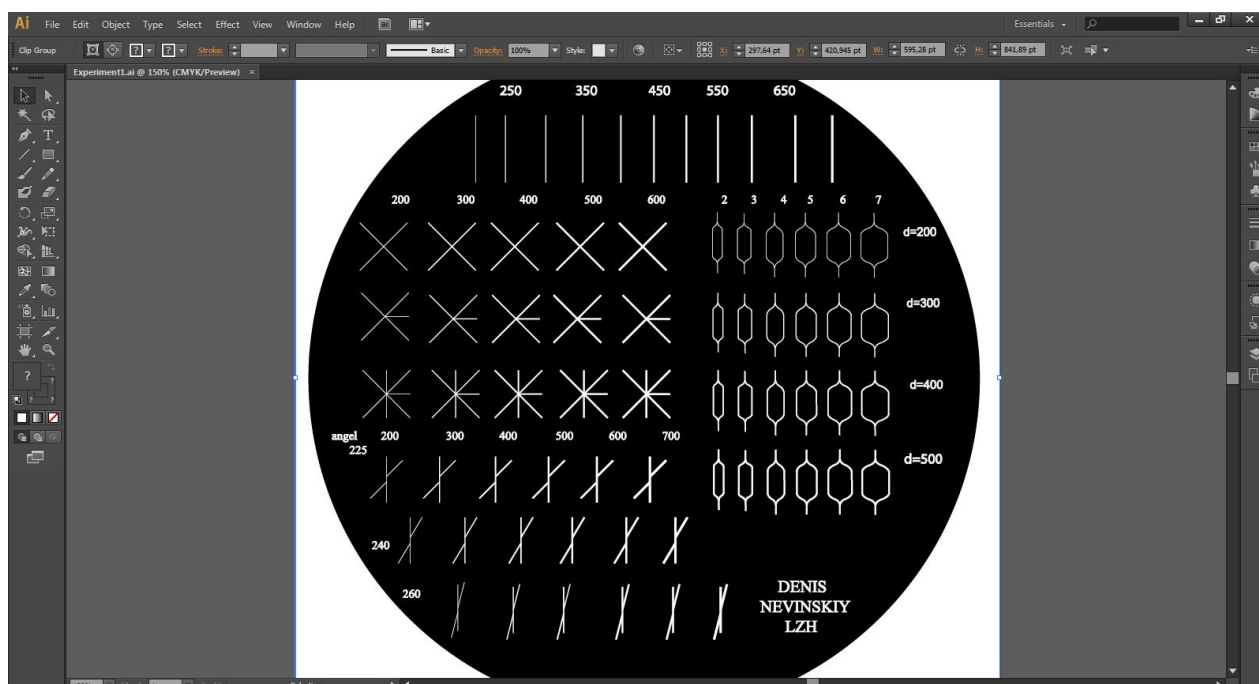 Ai File Edit Object Type Select Effect View Window Help Br Essentials
Clip Group ? ? Stroke: Basic Opacity: 100% Style: X: 297,64 pt Y: 420,945 pt W: 595,28 pt H: 841,89 pt
Experiment1.ai @ 150% (CMYK/Preview) ×
250 350 450 550 650
200 300 400 500 600 2 3 4 5 6 7
d=200
d=300
d=400
angel 200 300 400 500 600 700
225
d=500
240
260
DENIS
NEVINSKIY
LZH